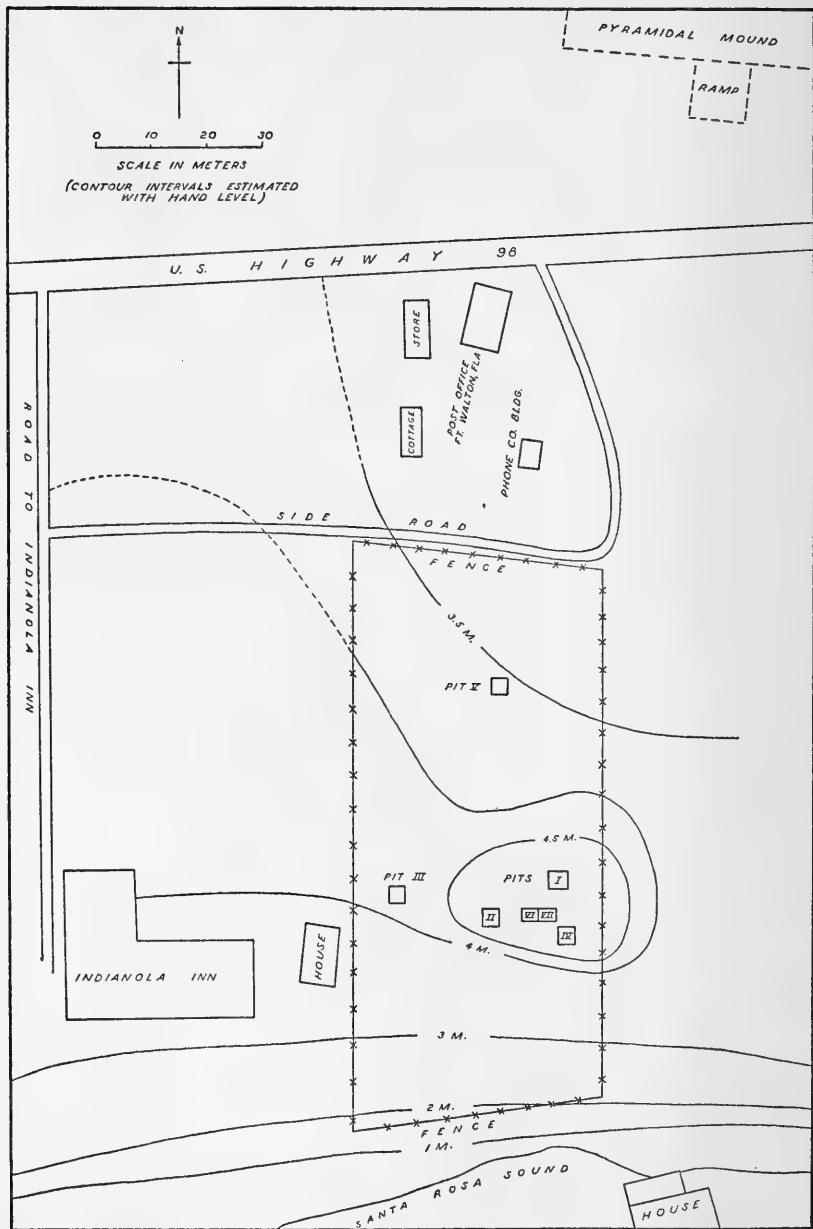 PYRAMIDAL MOUND
RAMP
N
0 10 20 30
SCALE IN METERS
(CONTOUR INTERVALS ESTIMATED
WITH HAND LEVEL)
U.S. HIGHWAY 98
STORE
POST OFFICE
FT. WALTON, FLA
COTTAGE
PHONE CO. BLDG.
ROAD TO INDIANOLA INN
SIDE ROAD
FENCE
3.5 M.
PIT V
4.5 M.
PIT III
PITS
I
II
VI
VII
IV
4 M.
HOUSE
INDIANOLA INN
3 M.
2 M.
FENCE
1 M.
SANTA ROSA SOUND
HOUSE